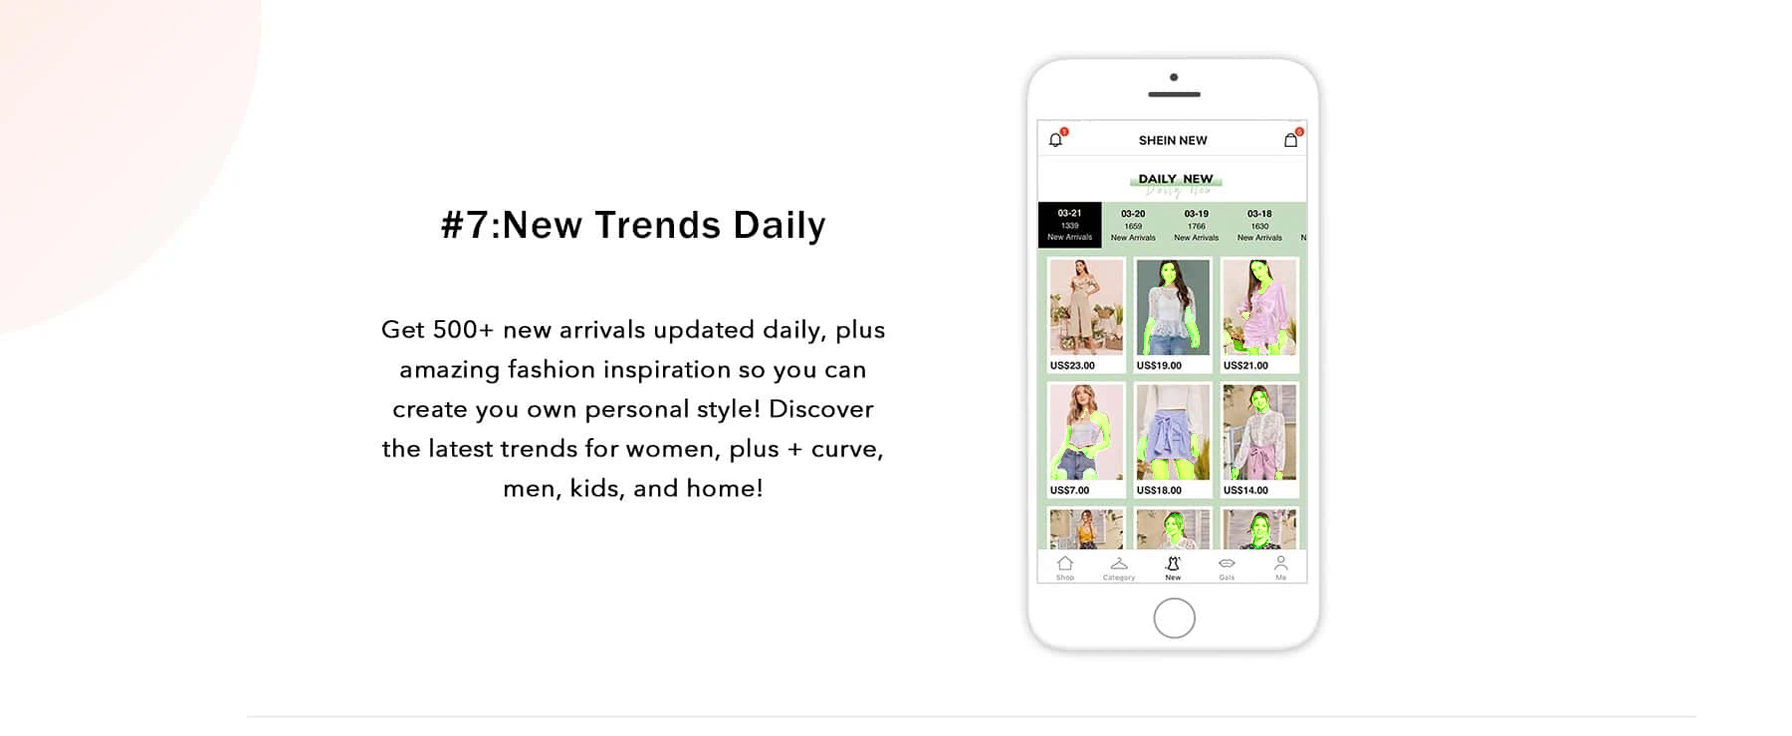 #7:New Trends Daily
Get 500+ new arrivals updated daily, plus
amazing fashion inspiration so you can
create you own personal style! Discover
the latest trends for women, plus + curve,
men, kids, and home!
SHEIN NEW
DAILY NEW
Daily New
03-21 03-20 03-19 03-18
1339 1659 1766 1630
New Arrivals New Arrivals New Arrivals New Arrivals N
US$23.00 US$19.00 US$21.00
US$7.00 US$18.00 US$14.00
Shop Category New Gals Me